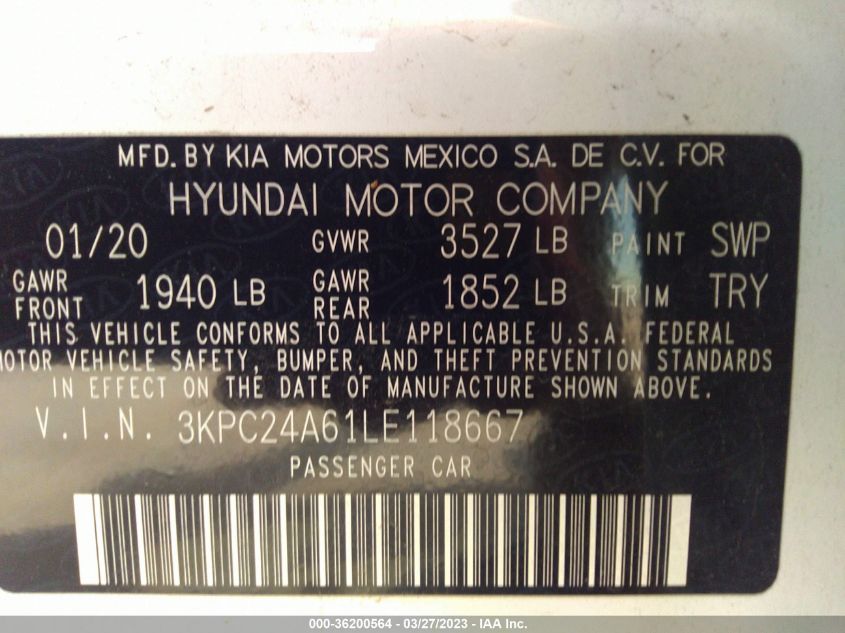 MFD. BY KIA MOTORS MEXICO S.A. DE C.V. FOR
HYUNDAI MOTOR COMPANY
01/20 GVWR 3527 LB PAINT SWP
GAWR FRONT 1940 LB GAWR REAR 1852 LB TRIM TRY
THIS VEHICLE CONFORMS TO ALL APPLICABLE U.S.A. FEDERAL
MOTOR VEHICLE SAFETY, BUMPER, AND THEFT PREVENTION STANDARDS
IN EFFECT ON THE DATE OF MANUFACTURE SHOWN ABOVE.
V.I.N. 3KPC24A61LE118667
PASSENGER CAR
000-36200564 - 03/27/2023 - IAA Inc.